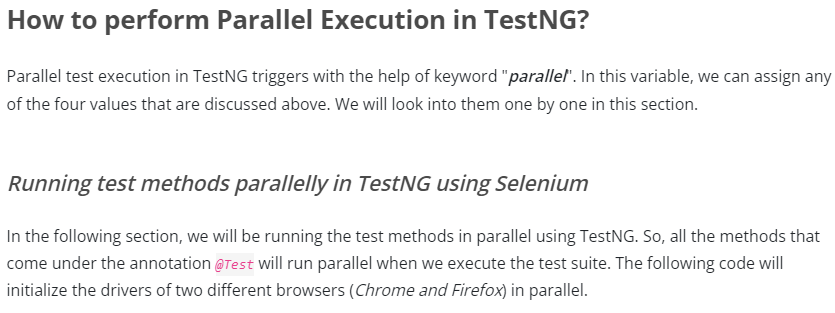 How to perform Parallel Execution in TestNG?
Parallel test execution in TestNG triggers with the help of keyword "parallel". In this variable, we can assign any
of the four values that are discussed above. We will look into them one by one in this section.
Running test methods parallelly in TestNG using Selenium
In the following section, we will be running the test methods in parallel using TestNG. So, all the methods that
come under the annotation @Test will run parallel when we execute the test suite. The following code will
initialize the drivers of two different browsers (Chrome and Firefox) in parallel.